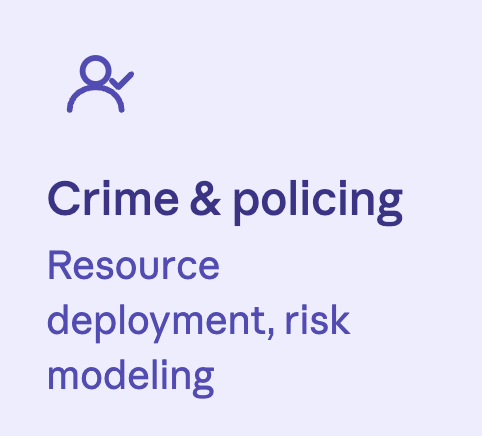 Crime & policing
Resource
deployment, risk
modeling